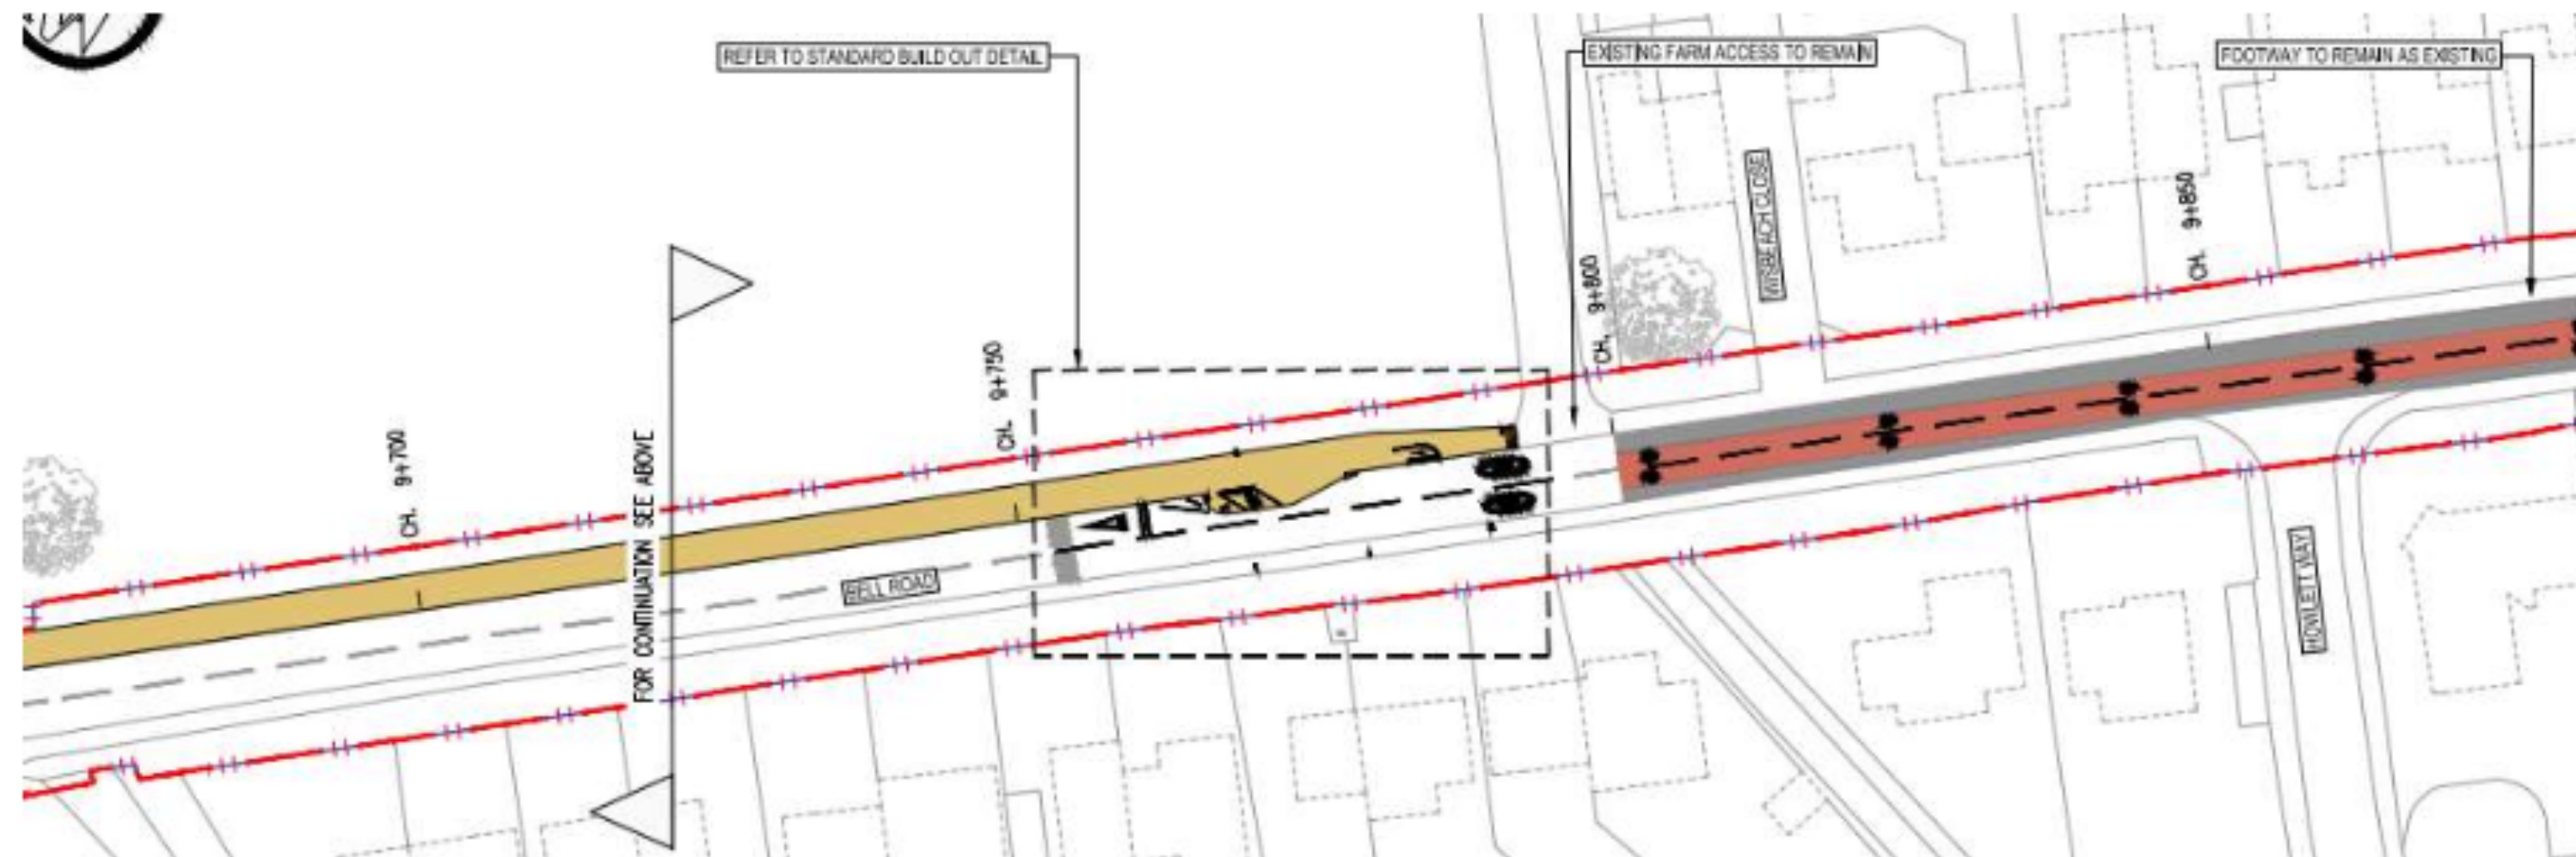 REFER TO STANDARD BUILD OUT DETAIL
EXISTING FARM ACCESS TO REMAIN
FOOTWAY TO REMAIN AS EXISTING
CH. 9+700
FOR CONTINUATION SEE ABOVE
BELL ROAD
CH. 9+750
CH. 9+800
WISBEACH CLOSE
CH. 9+850
HOWLETT WAY